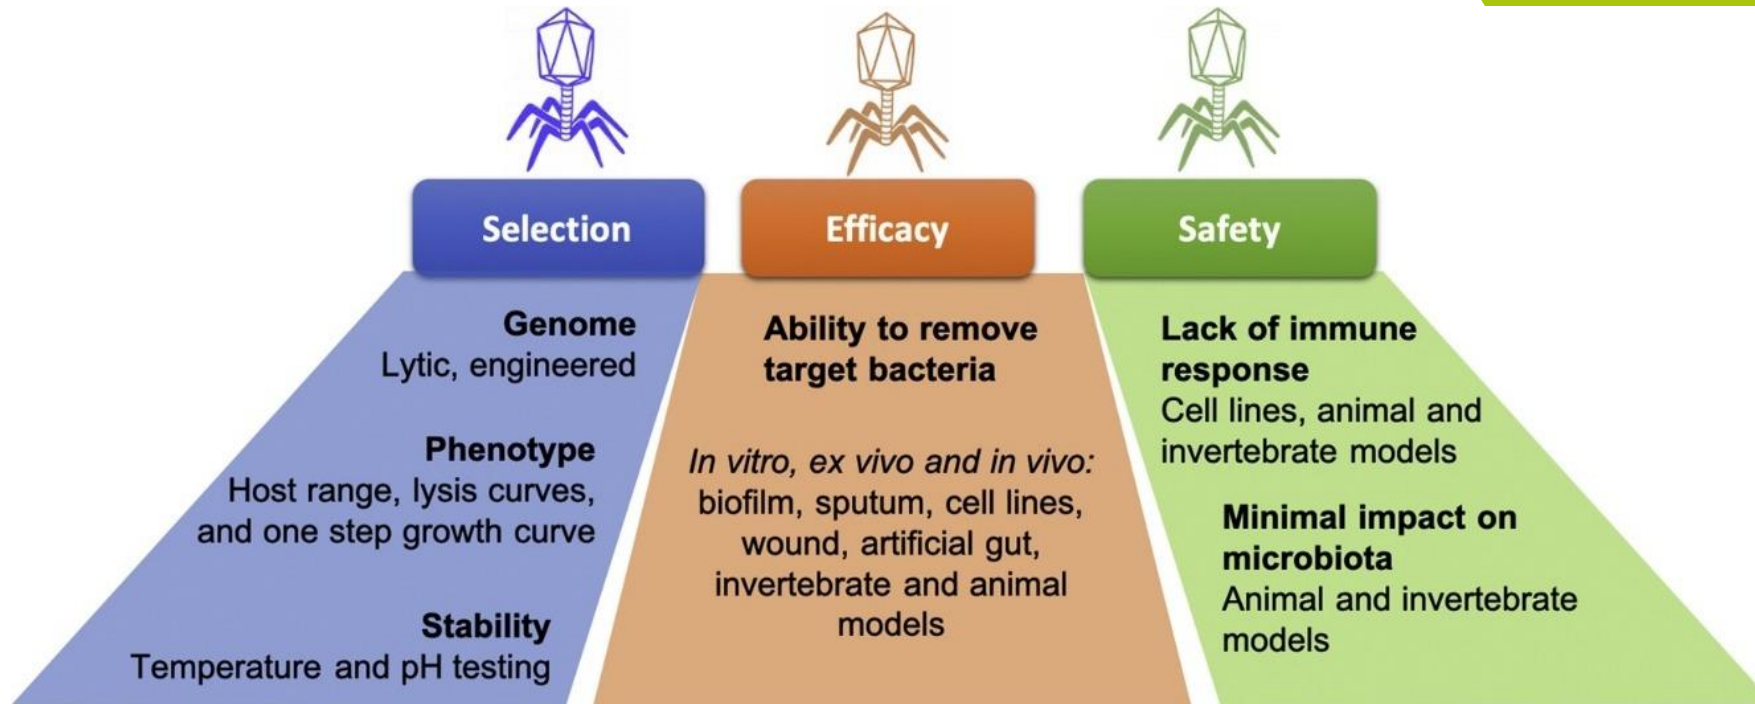 Selection
Genome
Lytic, engineered
Phenotype
Host range, lysis curves,
and one step growth curve
Stability
Temperature and pH testing
Efficacy
Ability to remove
target bacteria
In vitro, ex vivo and in vivo:
biofilm, sputum, cell lines,
wound, artificial gut,
invertebrate and animal
models
Safety
Lack of immune
response
Cell lines, animal and
invertebrate models
Minimal impact on
microbiota
Animal and invertebrate
models